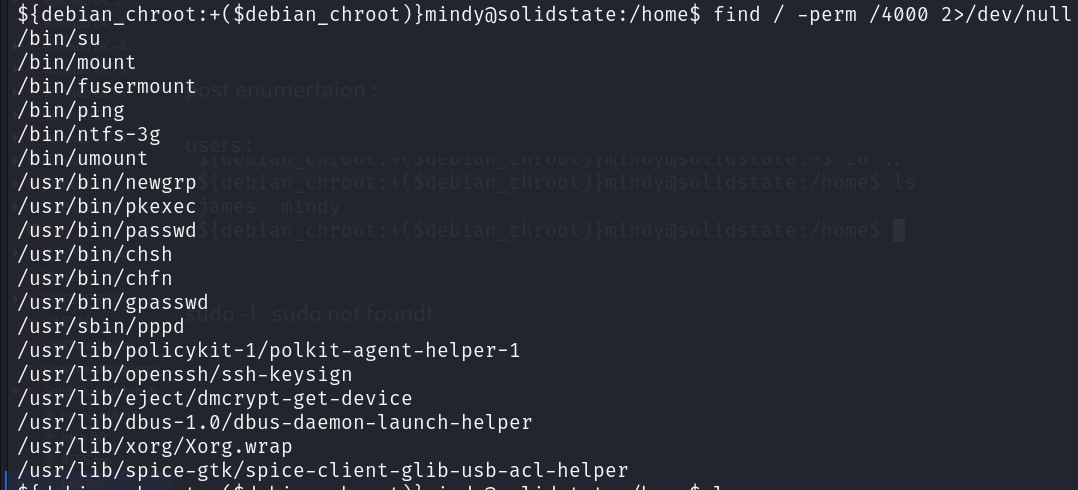 ${debian_chroot:+($debian_chroot)}mindy@solidstate:/home$ find / -perm /4000 2>/dev/null
/bin/su
/bin/mount
/bin/fusermount
post enumertaion :
/bin/ping
/bin/ntfs-3g
users :
/bin/umount
${debian_chroot:+($debian_chroot)}mindy@solidstate:~$ cd ..
/usr/bin/newgrp
${debian_chroot:+($debian_chroot)}mindy@solidstate:/home$ ls
/usr/bin/pkexec
james mindy
/usr/bin/passwd
${debian_chroot:+($debian_chroot)}mindy@solidstate:/home$
/usr/bin/chsh
/usr/bin/chfn
/usr/bin/gpasswd
sudo -l : sudo not foundt
/usr/sbin/pppd
/usr/lib/policykit-1/polkit-agent-helper-1
/usr/lib/openssh/ssh-keysign
/usr/lib/eject/dmcrypt-get-device
/usr/lib/dbus-1.0/dbus-daemon-launch-helper
/usr/lib/xorg/Xorg.wrap
/usr/lib/spice-gtk/spice-client-glib-usb-acl-helper